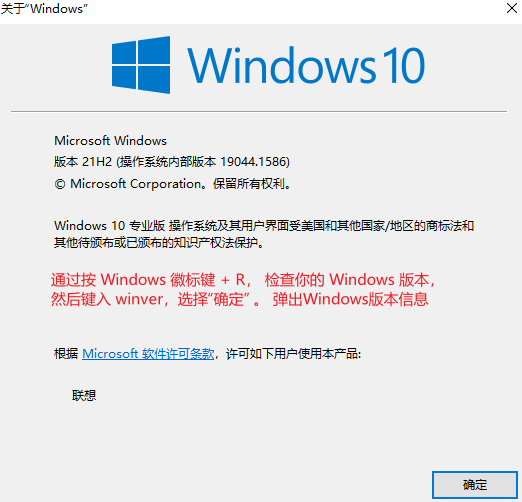 关于“Windows”
Windows 10
Microsoft Windows
版本 21H2 (操作系统内部版本 19044.1586)
© Microsoft Corporation。保留所有权利。
Windows 10 专业版 操作系统及其用户界面受美国和其他国家/地区的商标法和
其他待颁布或已颁布的知识产权法保护。
通过按 Windows 徽标键 + R， 检查你的 Windows 版本，
然后键入 winver，选择“确定” 。 弹出Windows版本信息
根据 Microsoft 软件许可条款，许可如下用户使用本产品:
联想
确定